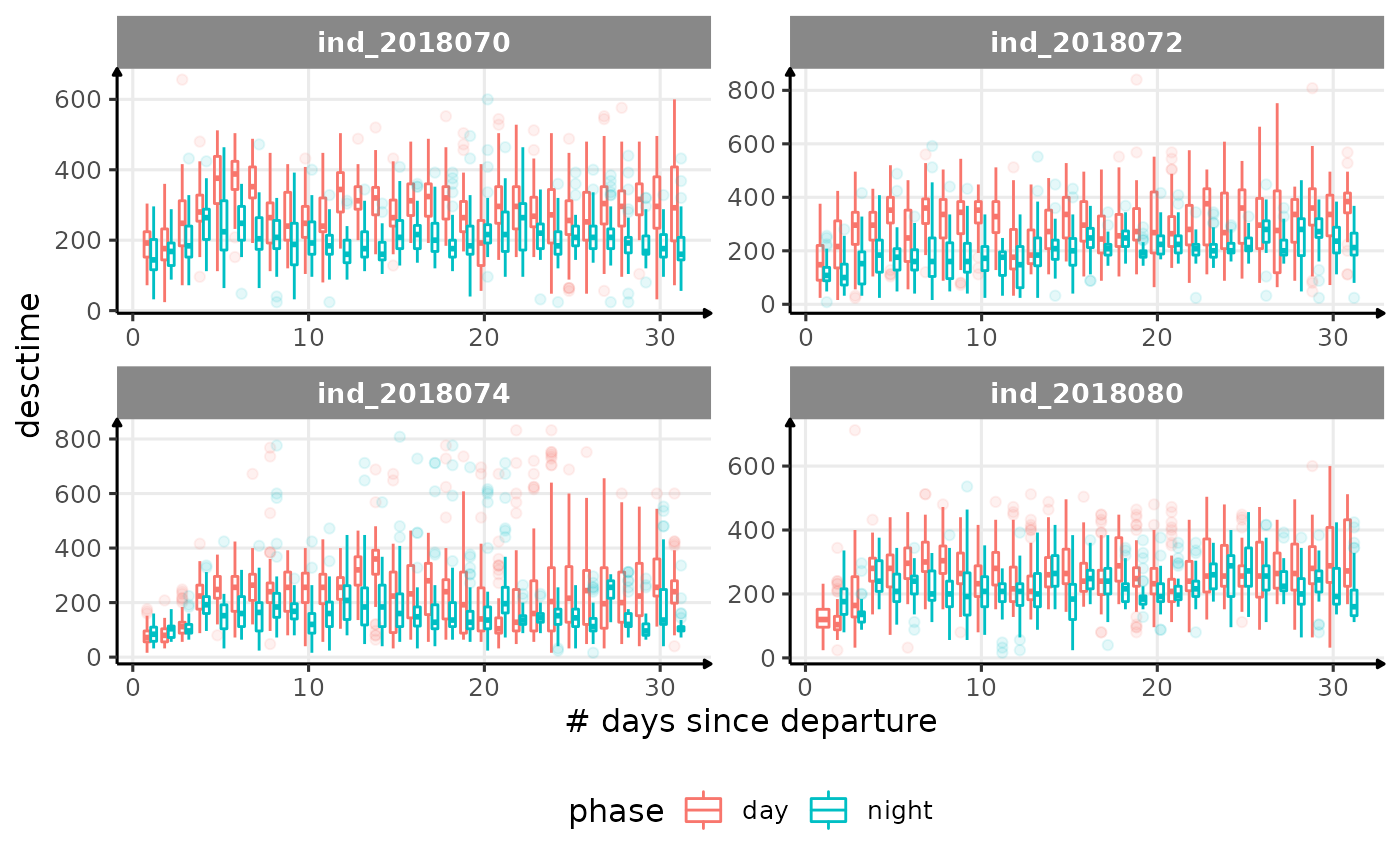 ind_2018070 ind_2018072
600
400
200
0
0 10 20 30
800
600
400
200
0
0 10 20 30
desctime
ind_2018074 ind_2018080
800
600
400
200
0
0 10 20 30
600
400
200
0
0 10 20 30
# days since departure
phase day night